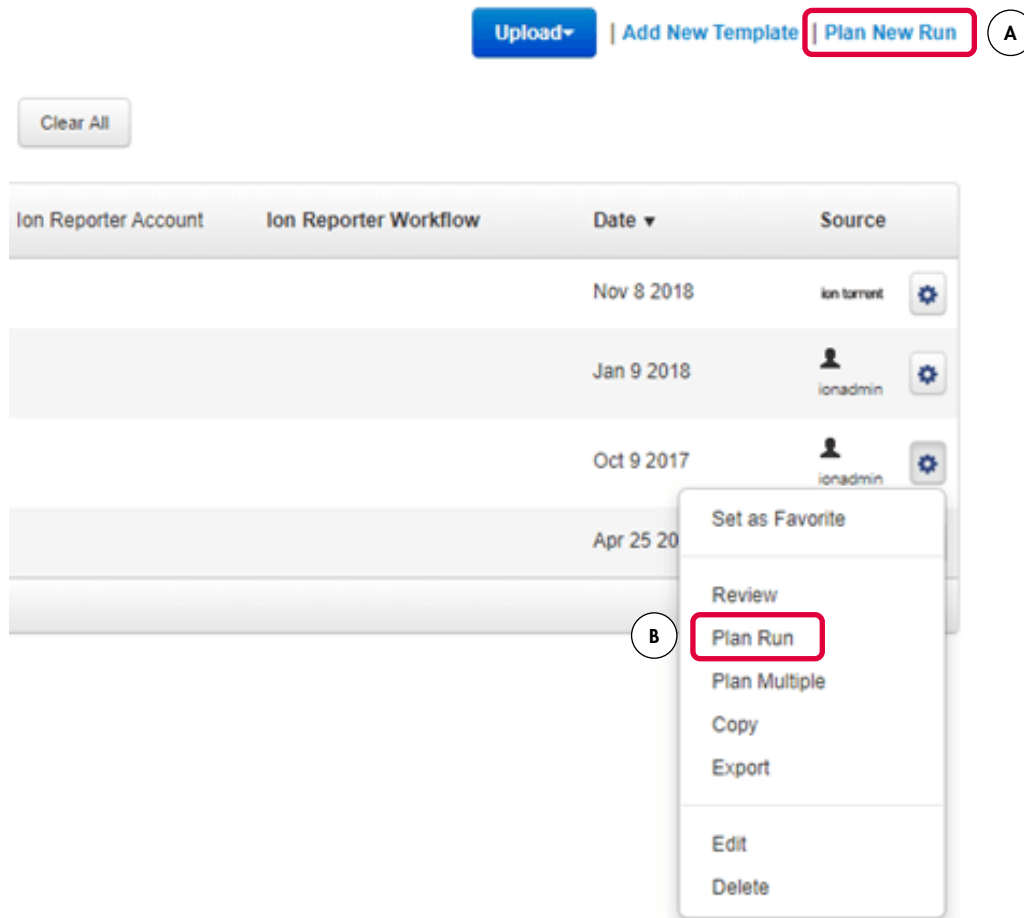 Upload | Add New Template | Plan New Run A
Clear All
Ion Reporter Account Ion Reporter Workflow Date Source
Nov 8 2018 ion torrent
Jan 9 2018
ionadmin
Oct 9 2017
ionadmin
Set as Favorite
Apr 25 20
Review
B Plan Run
Plan Multiple
Copy
Export
Edit
Delete